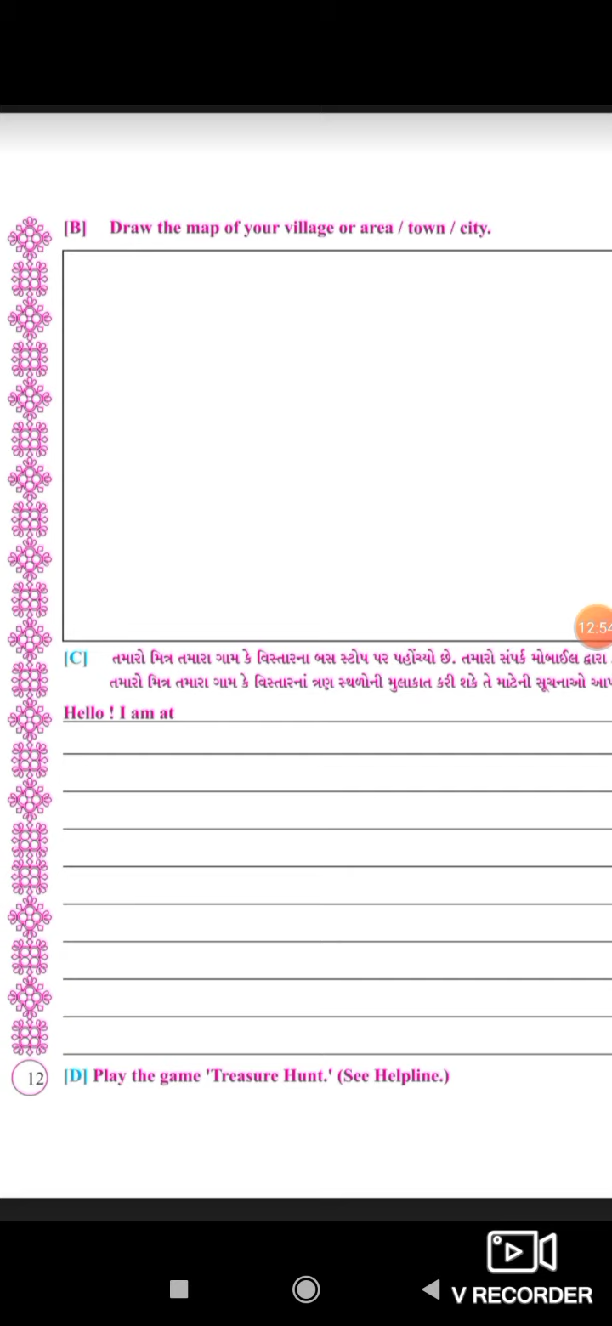 [B] Draw the map of your village or area / town / city.
12:54
[C] તમારો મિત્ર તમારા ગામ કે વિસ્તારના બસ સ્ટોપ પર પહોંચ્યો છે. તમારો સંપર્ક મોબાઈલ દ્વારા
તમારો મિત્ર તમારા ગામ કે વિસ્તારનાં ત્રણ સ્થળોની મુલાકાત કરી શકે તે માટેની સૂચનાઓ
Hello ! I am at
12 [D] Play the game 'Treasure Hunt.' (See Helpline.)
V RECORDER